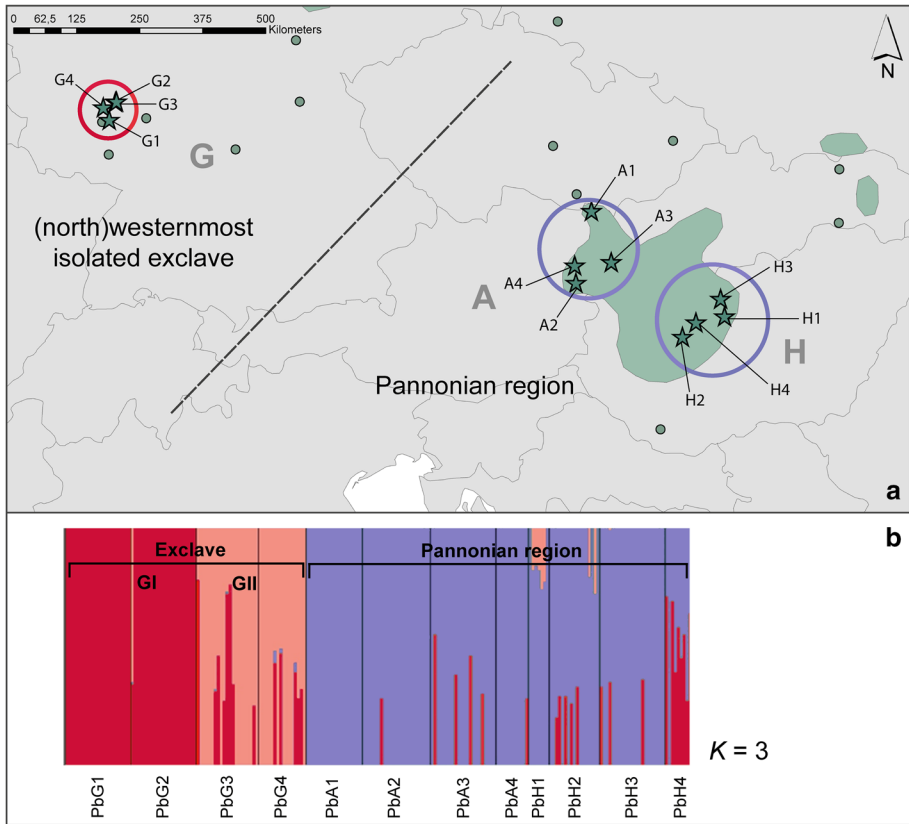 0 62,5 125 250 375 500
Kilometers
N
G4
G2
G3
G1
G
(north)westernmost
isolated exclave
A1
A3
A4
A2
A
H3
H1
H
H4
H2
Pannonian region
a
b
Exclave
Pannonian region
GI
GII
K = 3
PbG1
PbG2
PbG3
PbG4
PbA1
PbA2
PbA3
PbA4
PbH1
PbH2
PbH3
PbH4